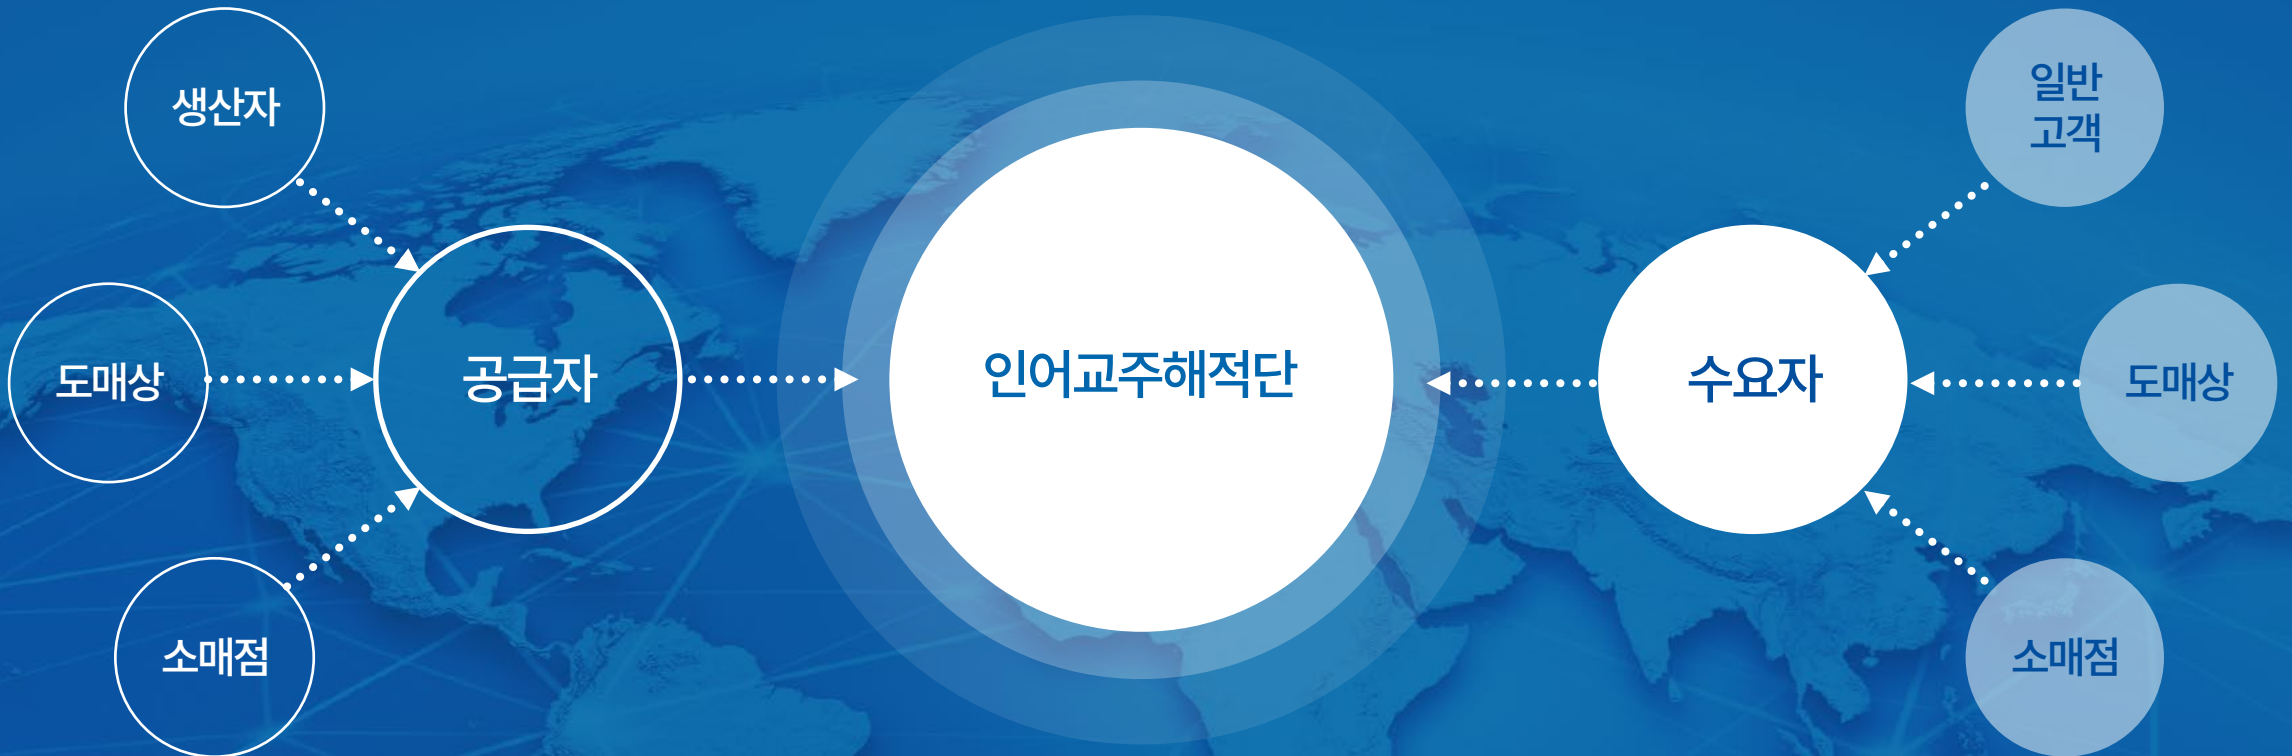 생산자
도매상
소매점
공급자
인어교주해적단
수요자
일반
고객
도매상
소매점